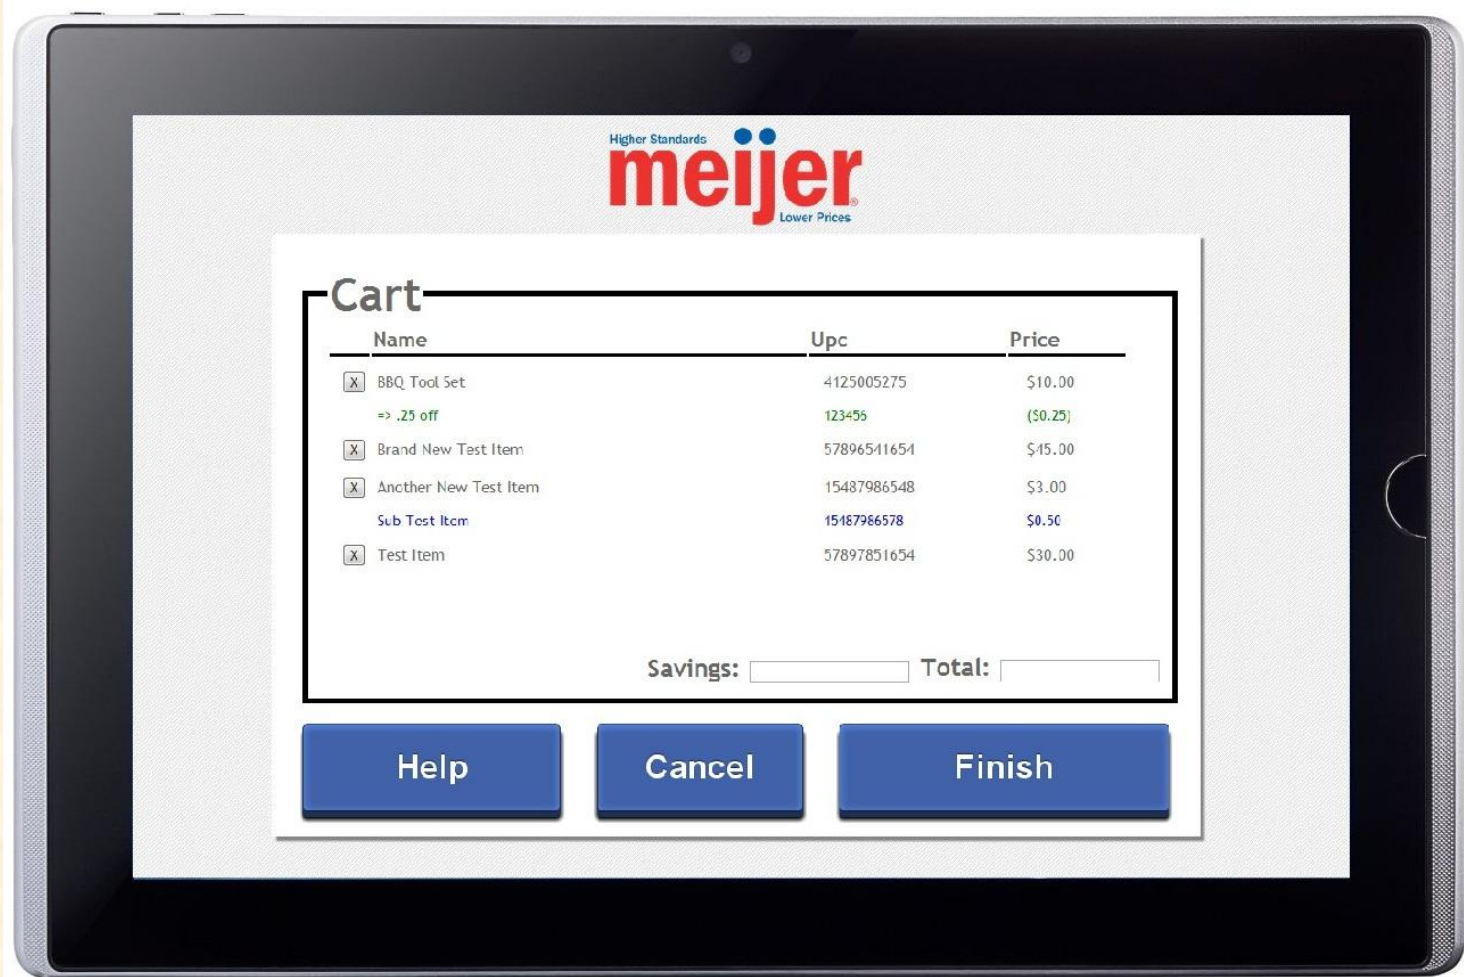 Higher Standards
meijer®
Lower Prices
Cart
Name Upc Price
X BBQ Tool Set 4125005275 $10.00
=> .25 off 123456 ($0.25)
X Brand New Test Item 57896541654 $45.00
X Another New Test Item 15487986548 $3.00
Sub Test Item 15487986578 $0.50
X Test Item 57897851654 $30.00
Savings: Total:
Help Cancel Finish